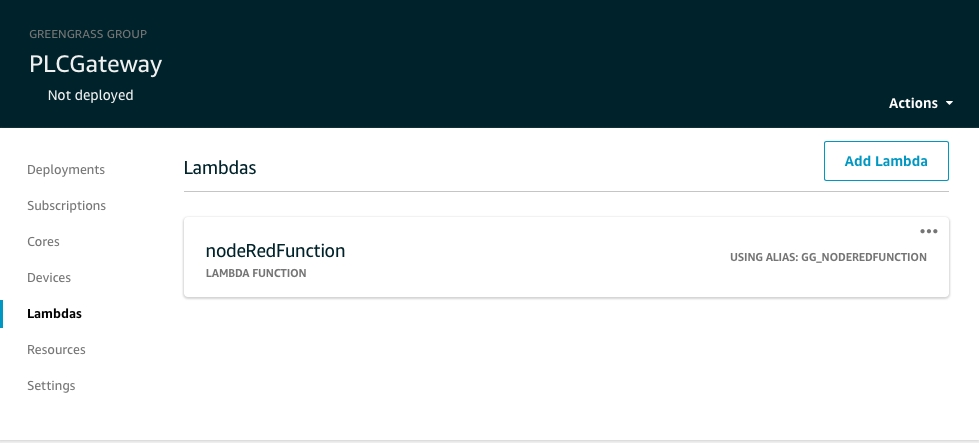 GREENGRASS GROUP
PLCGateway
Not deployed
Actions
Deployments
Subscriptions
Cores
Devices
Lambdas
Resources
Settings
Lambdas
Add Lambda
nodeRedFunction
LAMBDA FUNCTION
USING ALIAS: GG_NODEREDFUNCTION